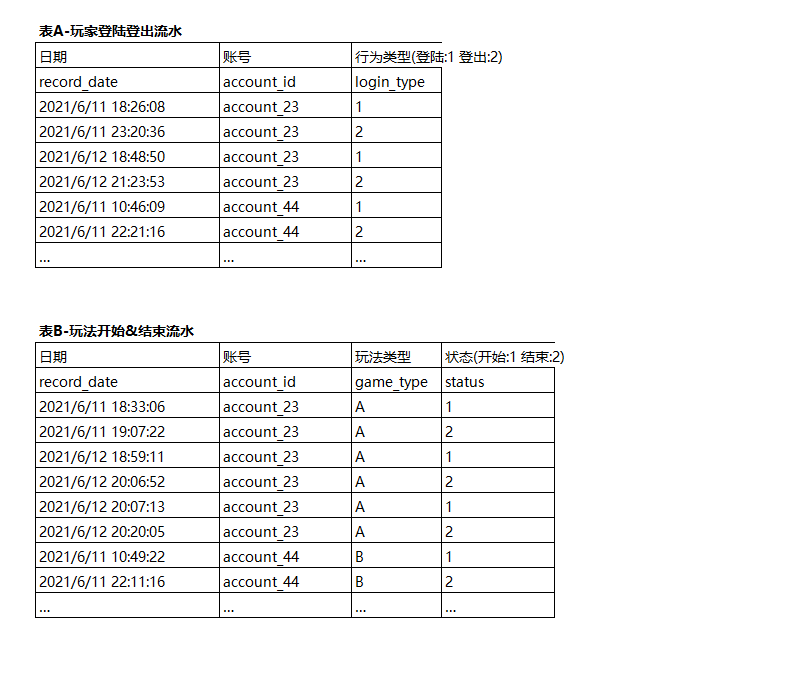 表A-玩家登陆登出流水
日期 账号 行为类型(登陆:1 登出:2)
record_date account_id login_type
2021/6/11 18:26:08 account_23 1
2021/6/11 23:20:36 account_23 2
2021/6/12 18:48:50 account_23 1
2021/6/12 21:23:53 account_23 2
2021/6/11 10:46:09 account_44 1
2021/6/11 22:21:16 account_44 2
... ... ...
表B-玩法开始&结束流水
日期 账号 玩法类型 状态(开始:1 结束:2)
record_date account_id game_type status
2021/6/11 18:33:06 account_23 A 1
2021/6/11 19:07:22 account_23 A 2
2021/6/12 18:59:11 account_23 A 1
2021/6/12 20:06:52 account_23 A 2
2021/6/12 20:07:13 account_23 A 1
2021/6/12 20:20:05 account_23 A 2
2021/6/11 10:49:22 account_44 B 1
2021/6/11 22:11:16 account_44 B 2
... ... ... ...